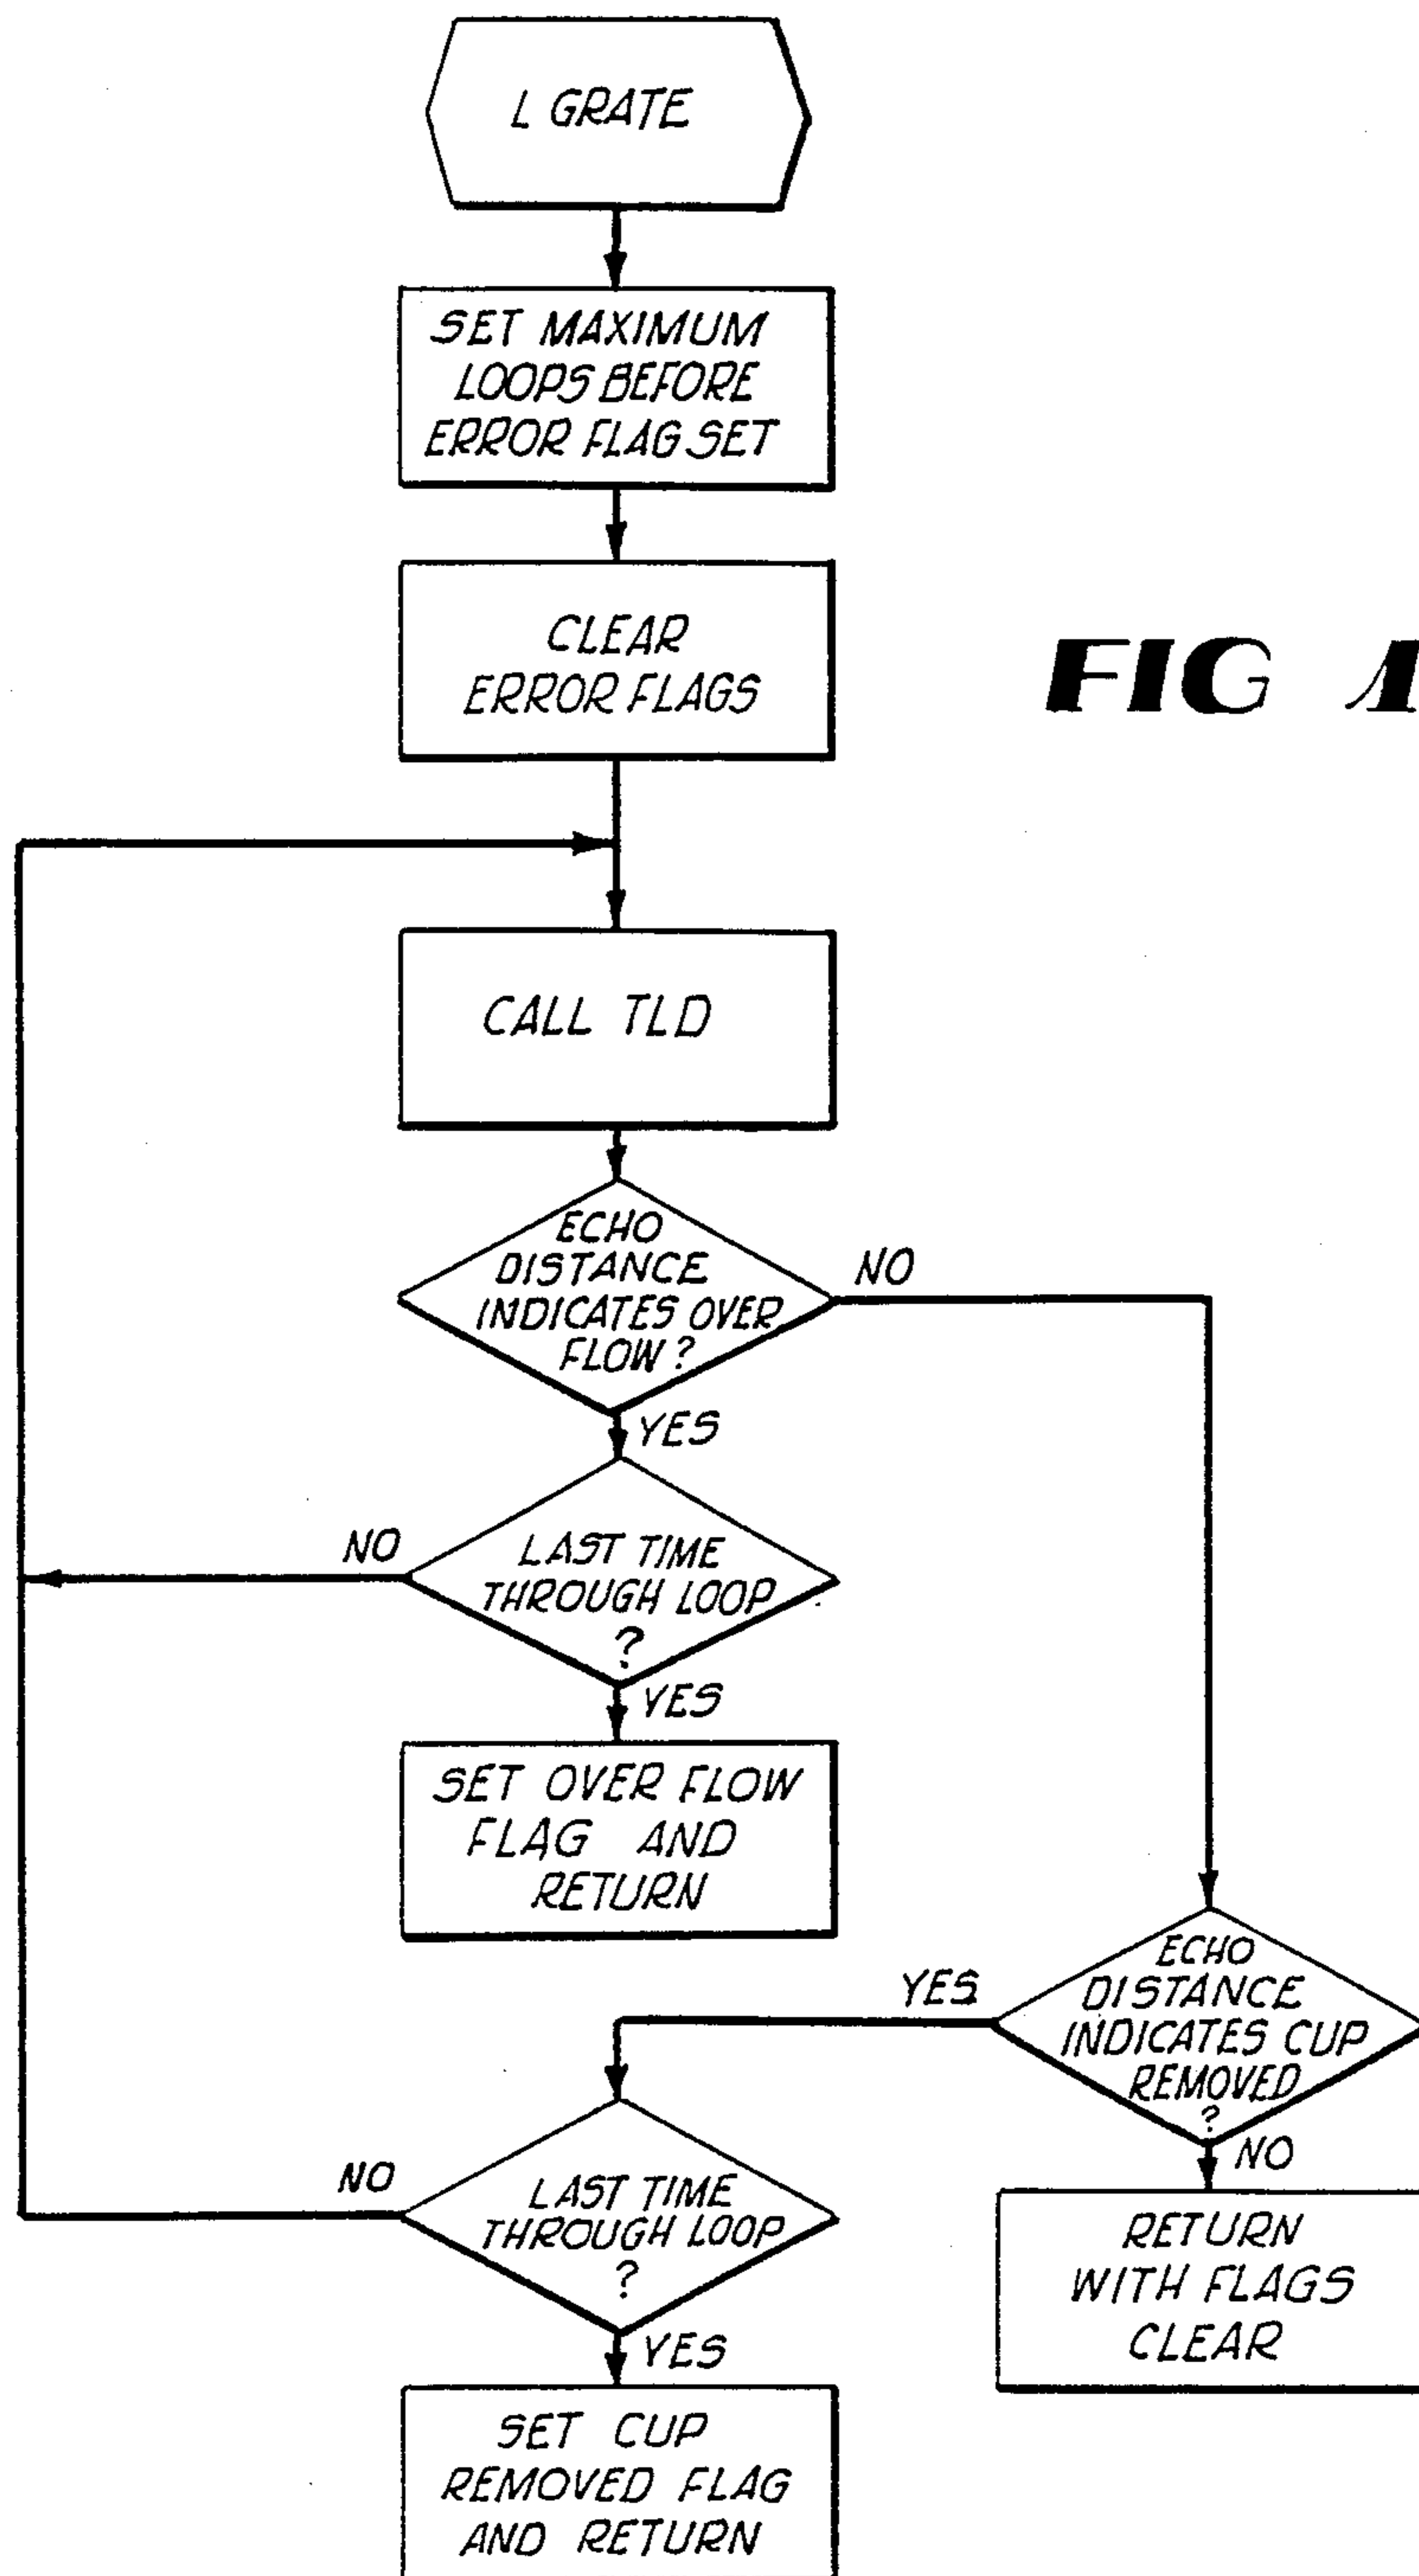 L GRATE
SET MAXIMUM
LOOPS BEFORE
ERROR FLAG SET
CLEAR
ERROR FLAGS
FIG
CALL TLD
ECHO
DISTANCE
INDICATES OVER
FLOW?
NO
YES
LAST TIME
THROUGH LOOP
?
NO
YES
SET OVER FLOW
FLAG AND
RETURN
ECHO
DISTANCE
INDICATES CUP
REMOVED
?
YES
NO
LAST TIME
THROUGH LOOP
?
NO
YES
RETURN
WITH FLAGS
CLEAR
SET CUP
REMOVED FLAG
AND RETURN